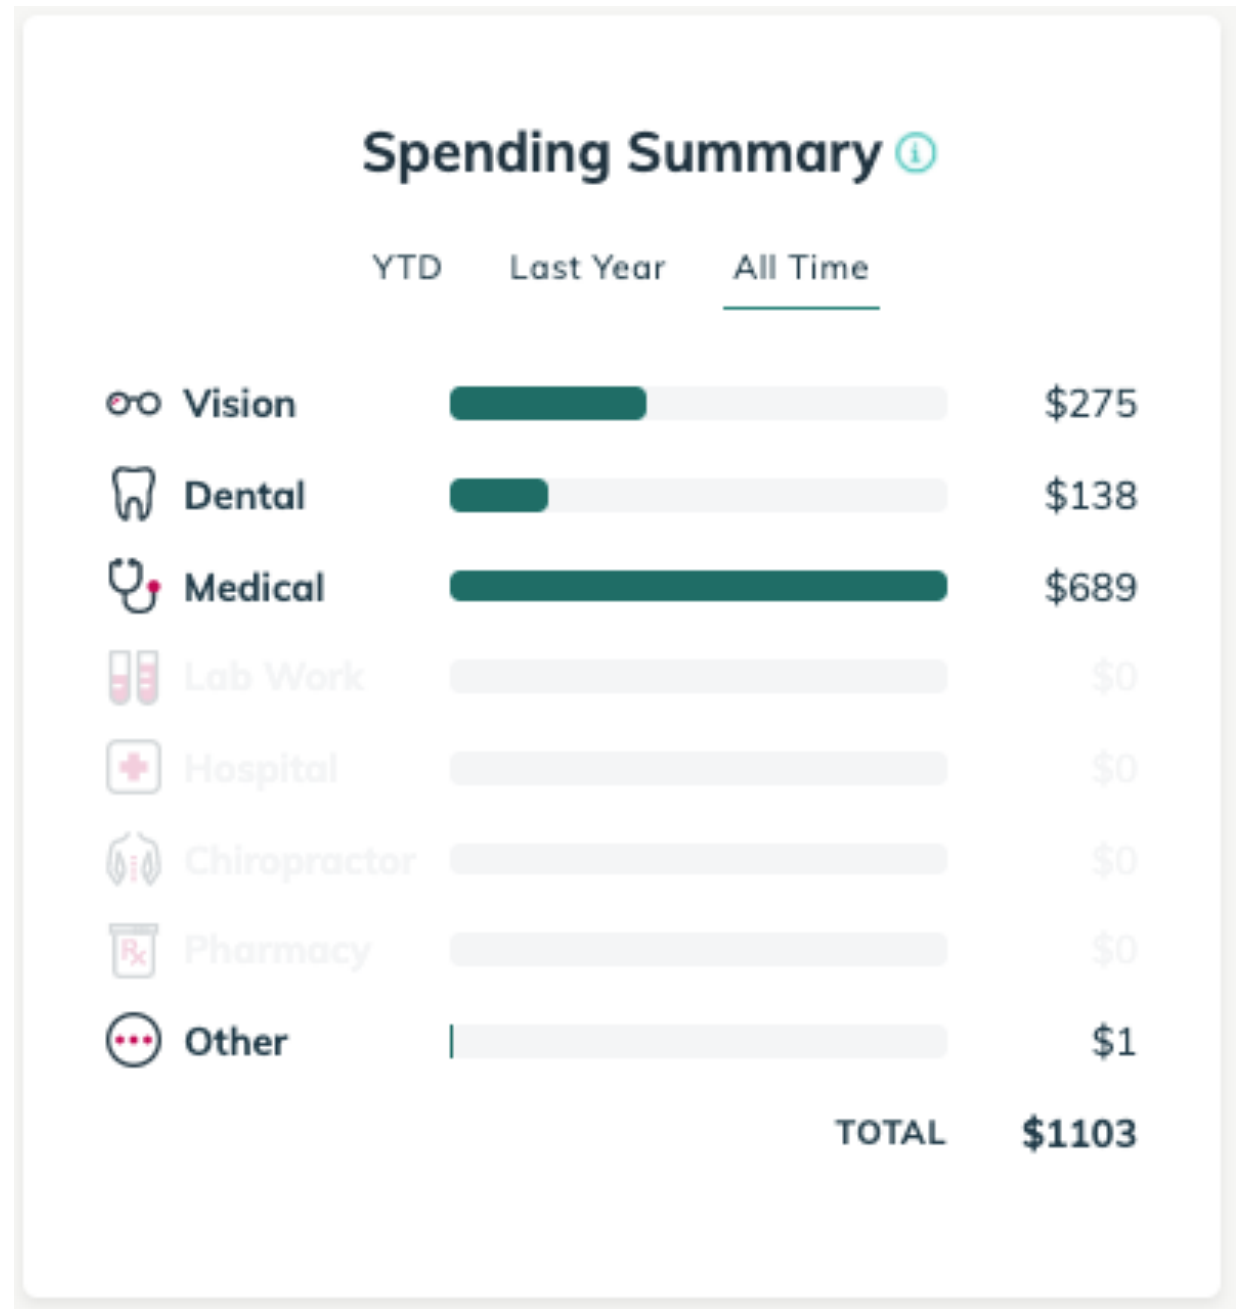 Spending Summary
YTD Last Year All Time
Vision $275
Dental $138
Medical $689
Lab Work $0
Hospital $0
Chiropractor $0
Rx Pharmacy $0
Other $1
TOTAL $1103